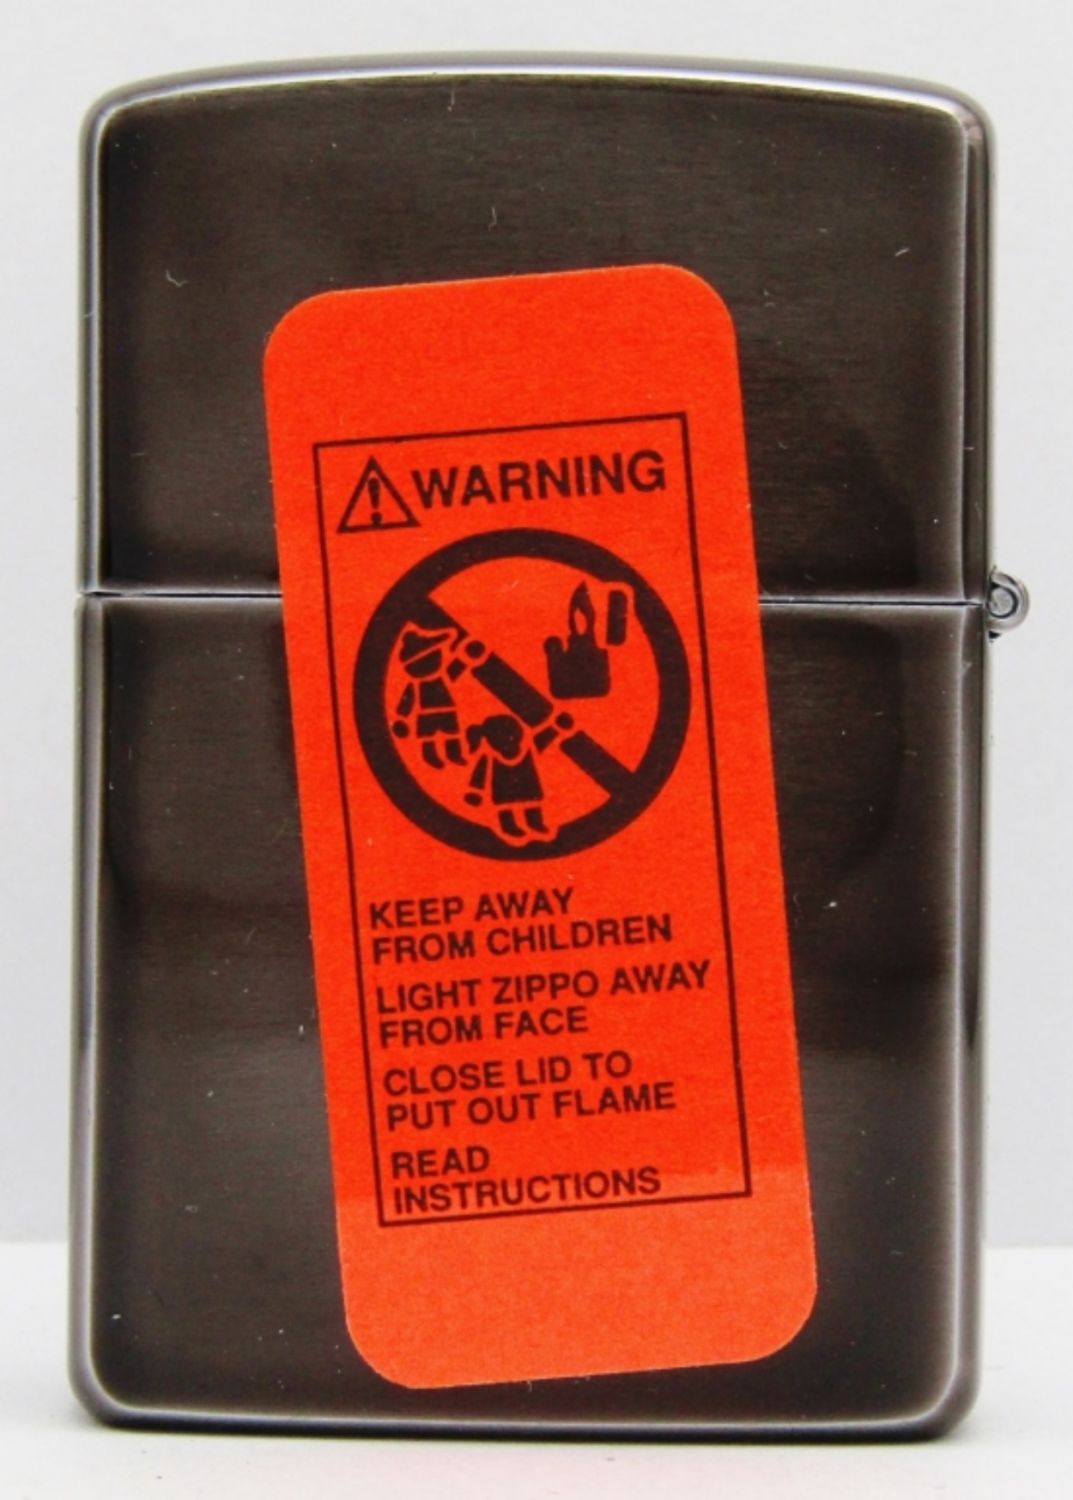 WARNING
KEEP AWAY
FROM CHILDREN
LIGHT ZIPPO AWAY
FROM FACE
CLOSE LID TO
PUT OUT FLAME
READ
INSTRUCTIONS